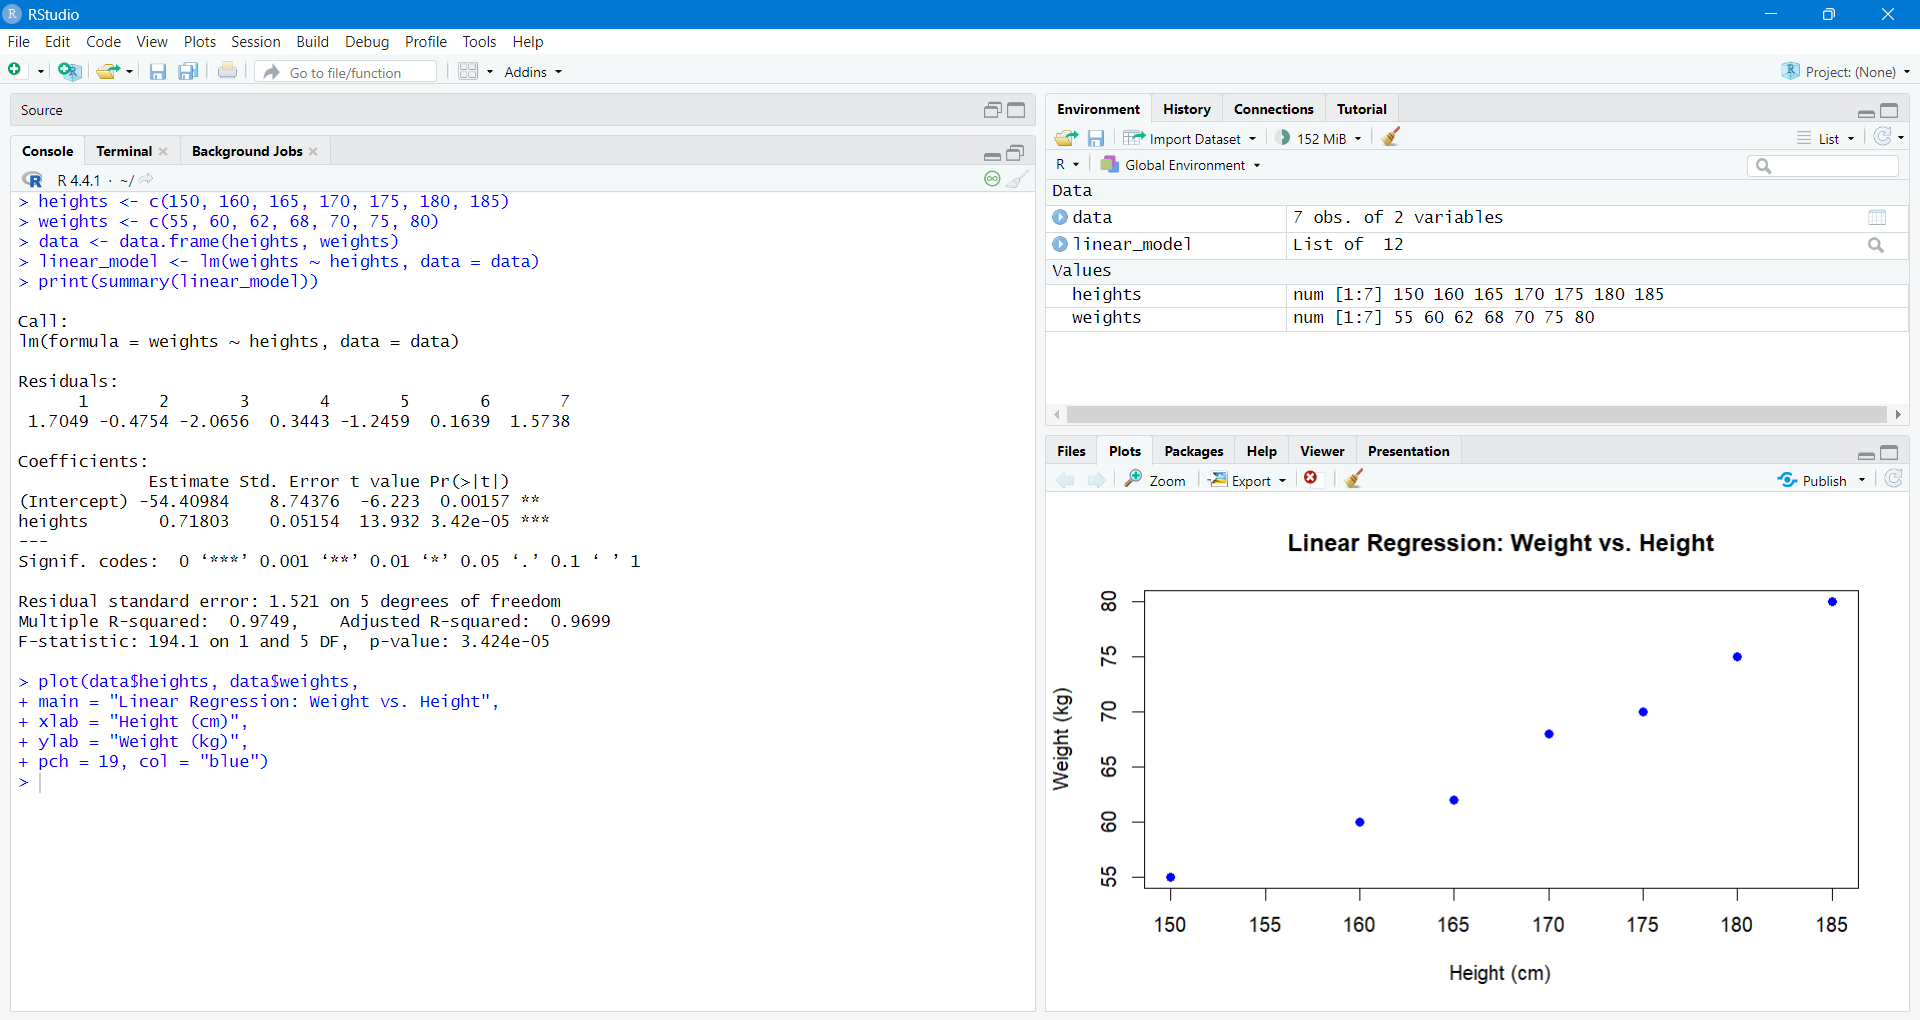 RStudio
File Edit Code View Plots Session Build Debug Profile Tools Help
Go to file/function Addins Project: (None)
Source
Console Terminal Background Jobs
R 4.4.1 · ~/
> heights <- c(150, 160, 165, 170, 175, 180, 185)
> weights <- c(55, 60, 62, 68, 70, 75, 80)
> data <- data.frame(heights, weights)
> linear_model <- lm(weights ~ heights, data = data)
> print(summary(linear_model))
Call:
lm(formula = weights ~ heights, data = data)
Residuals:
1 2 3 4 5 6 7
1.7049 -0.4754 -2.0656 0.3443 -1.2459 0.1639 1.5738
Coefficients:
Estimate Std. Error t value Pr(>|t|)
(Intercept) -54.40984 8.74376 -6.223 0.00157 **
heights 0.71803 0.05154 13.932 3.42e-05 ***
---
Signif. codes: 0 ‘***’ 0.001 ‘**’ 0.01 ‘*’ 0.05 ‘.’ 0.1 ‘ ’ 1
Residual standard error: 1.521 on 5 degrees of freedom
Multiple R-squared: 0.9749, Adjusted R-squared: 0.9699
F-statistic: 194.1 on 1 and 5 DF, p-value: 3.424e-05
> plot(data$heights, data$weights,
+ main = "Linear Regression: Weight vs. Height",
+ xlab = "Height (cm)",
+ ylab = "Weight (kg)",
+ pch = 19, col = "blue")
>
Environment History Connections Tutorial
Import Dataset 152 MiB List
R Global Environment
Data
data 7 obs. of 2 variables
linear_model List of 12
Values
heights num [1:7] 150 160 165 170 175 180 185
weights num [1:7] 55 60 62 68 70 75 80
Files Plots Packages Help Viewer Presentation
Zoom Export Publish
Linear Regression: Weight vs. Height
Weight (kg)
80
75
70
65
60
55
150 155 160 165 170 175 180 185
Height (cm)